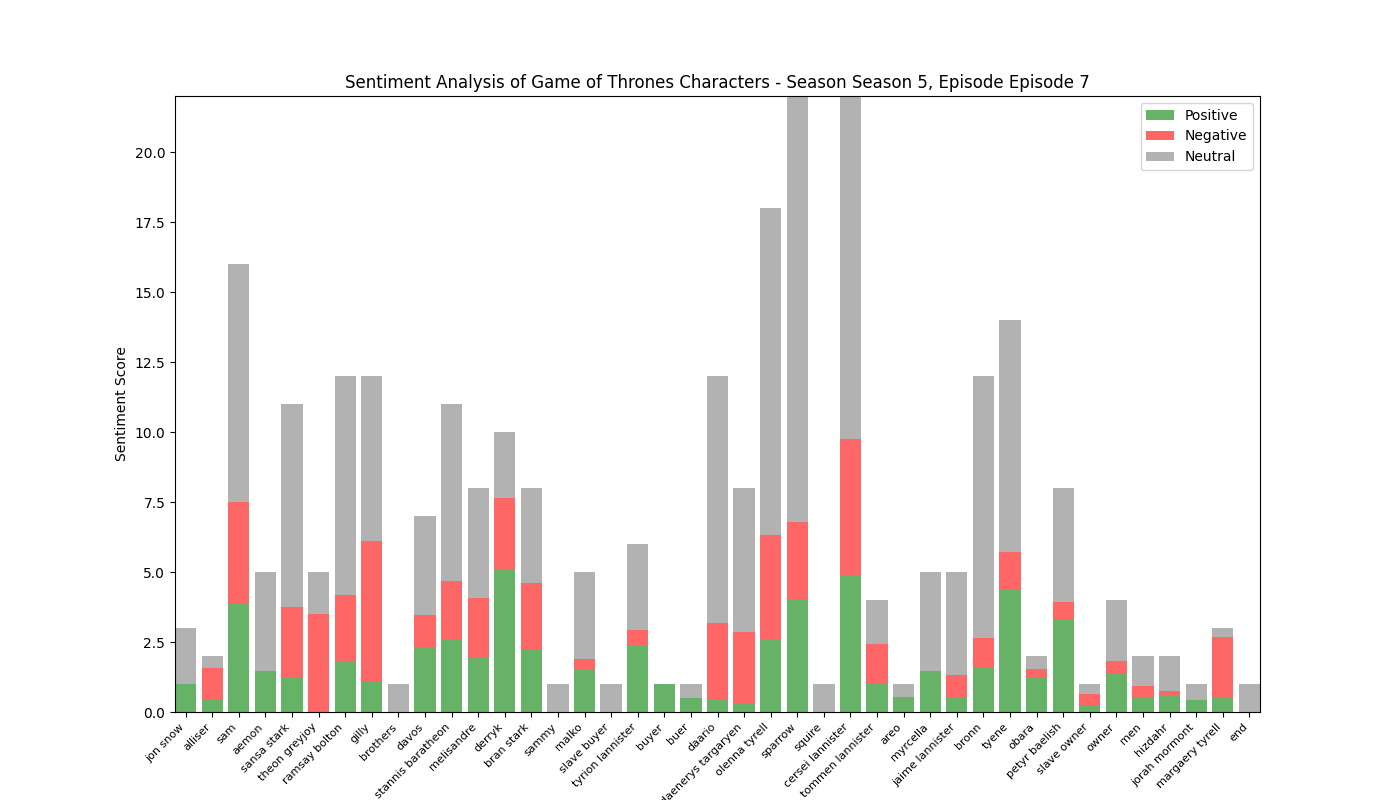 Sentiment Analysis of Game of Thrones Characters - Season Season 5, Episode Episode 7
Positive
Negative
Neutral
Sentiment Score
20.0
17.5
15.0
12.5
10.0
7.5
5.0
2.5
0.0
jon snow
alliser
sam
aemon
sansa stark
theon greyjoy
ramsay bolton
gilly
brothers
davos
stannis baratheon
melisandre
derryk
bran stark
sammy
malko
slave buyer
tyrion lannister
buyer
buer
daario
daenerys targaryen
olenna tyrell
sparrow
squire
cersei lannister
tommen lannister
areo
myrcella
jaime lannister
bronn
tyene
obara
petyr baelish
slave owner
owner
men
hizdahr
jorah mormont
margaery tyrell
end